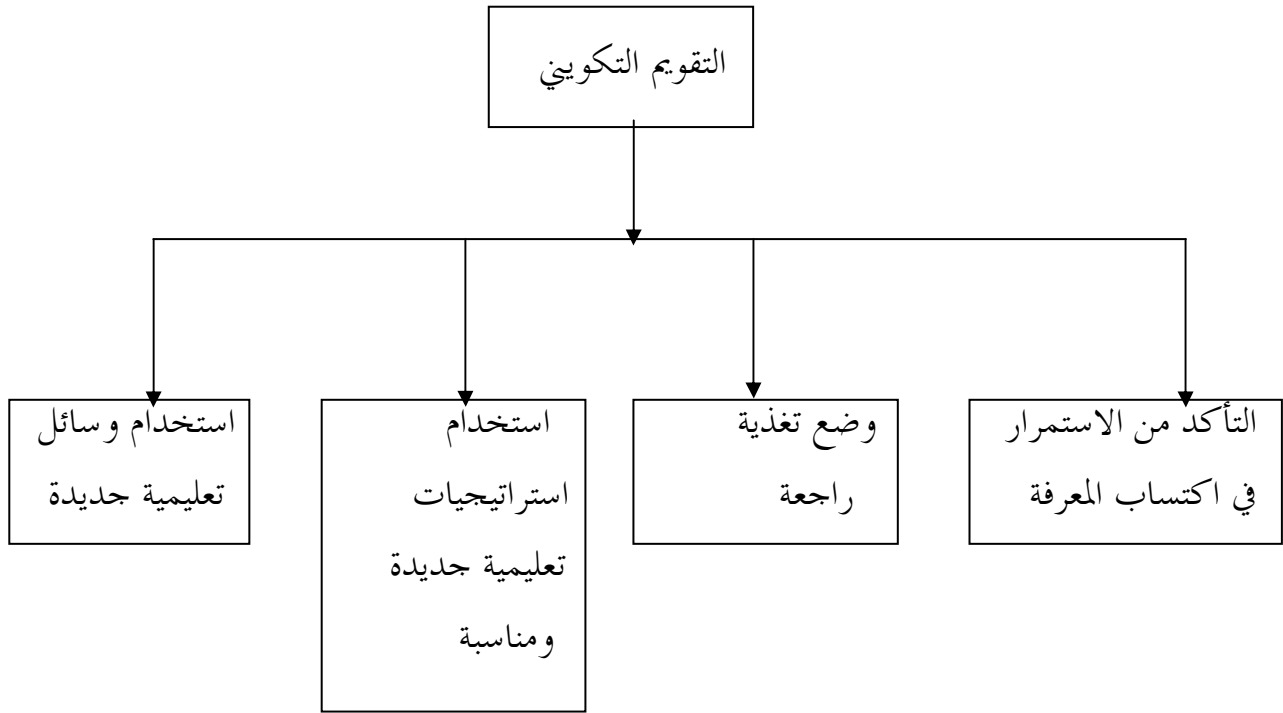 التقويم التكويني
التأكد من الاستمرار
في اكتساب المعرفة
وضع تغذية
راجعة
استخدام
استراتيجيات
تعليمية جديدة
ومناسبة
استخدام وسائل
تعليمية جديدة